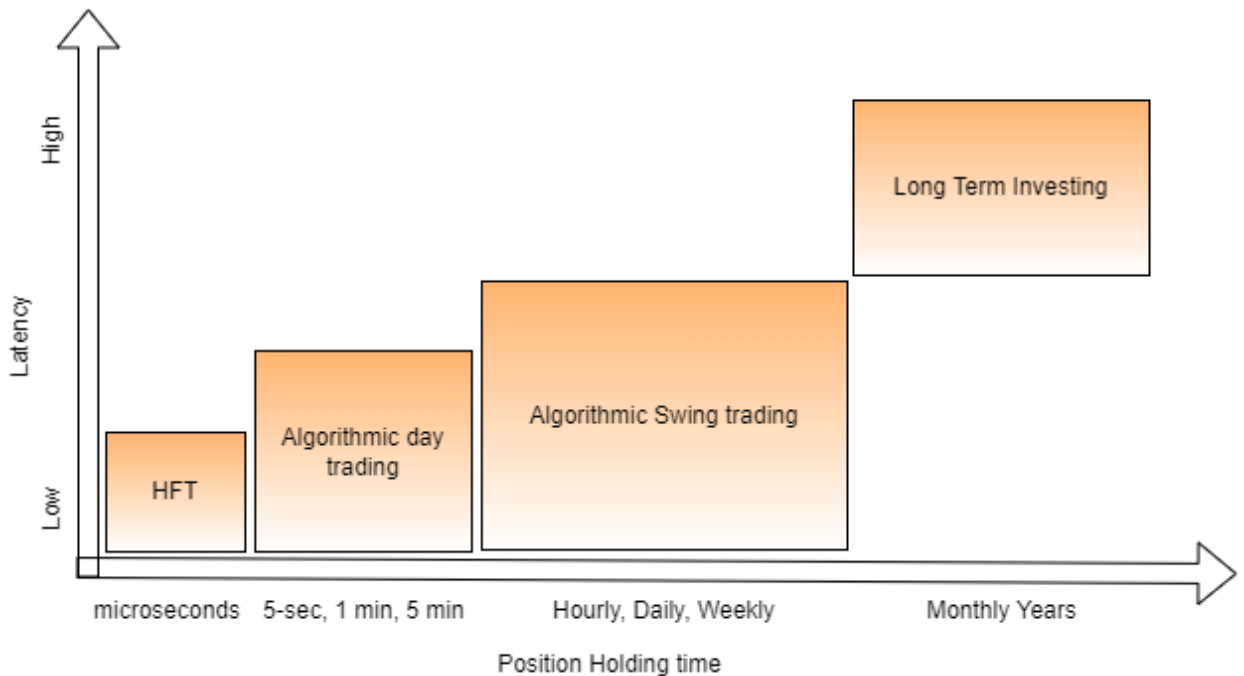 High
Latency
Low
Long Term Investing
Algorithmic Swing trading
Algorithmic day
trading
HFT
microseconds
5-sec, 1 min, 5 min
Hourly, Daily, Weekly
Monthly Years
Position Holding time